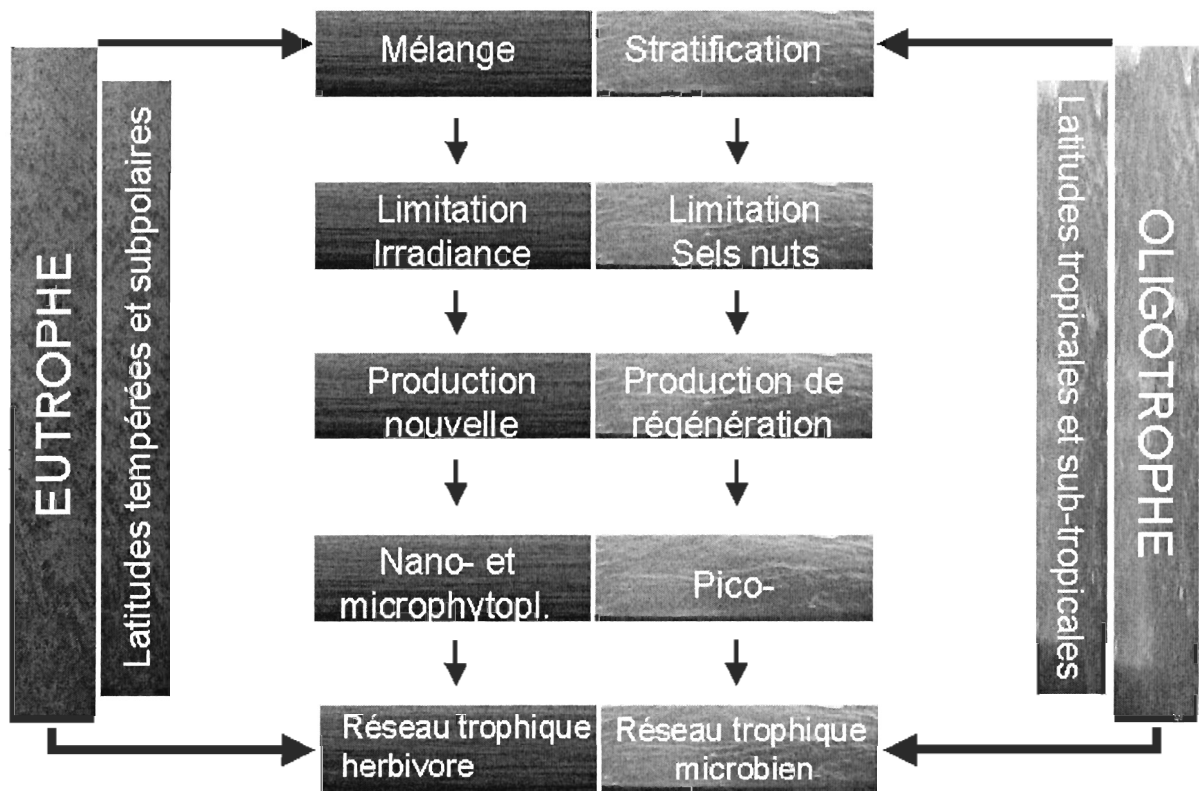 EUTROPHE
Latitudes tempérées et subpolaires
Mélange
Stratification
Limitation
Irradiance
Limitation
Sels nuts
Production
nouvelle
Production de
régénération
Nano- et
microphytopl.
Pico-
Réseau trophique
herbivore
Réseau trophique
microbien
Latitudes tropicales et sub-tropicales
OLIGOTROPHE